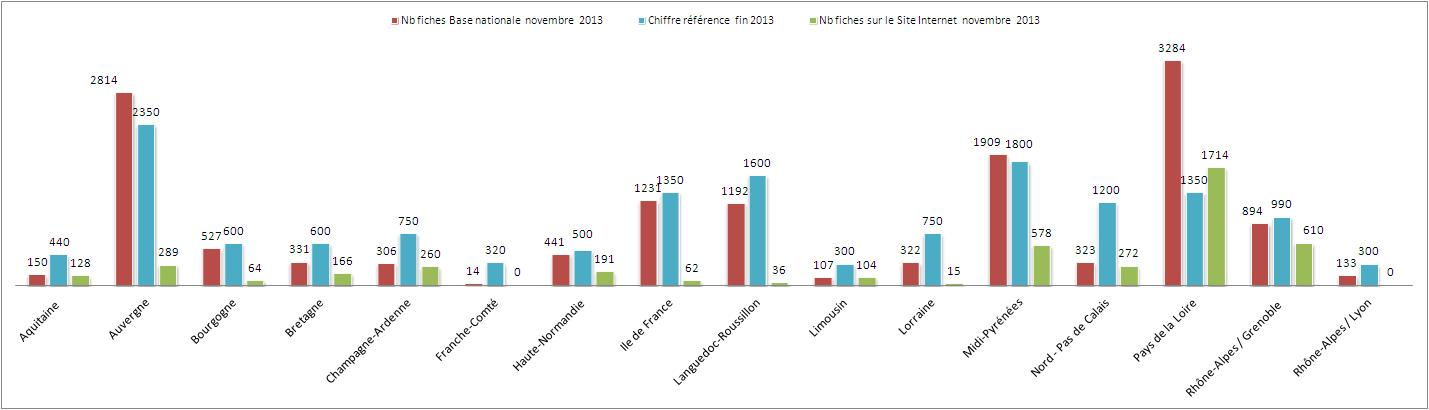 Nb fiches Base nationale novembre 2013 Chiffre référence fin 2013 Nb fiches sur le Site Internet novembre 2013
150 440 128
2814 2350 289
527 600 64
331 600 166
306 750 260
14 320 0
441 500 191
1231 1350 62
1192 1600 36
107 300 104
322 750 15
1909 1800 578
323 1200 272
3284 1350 1714
894 990 610
133 300 0
Aquitaine
Auvergne
Bourgogne
Bretagne
Champagne-Ardenne
Franche-Comté
Haute-Normandie
Ile de France
Languedoc-Roussillon
Limousin
Lorraine
Midi-Pyrénées
Nord - Pas de Calais
Pays de la Loire
Rhône-Alpes / Grenoble
Rhône-Alpes / Lyon